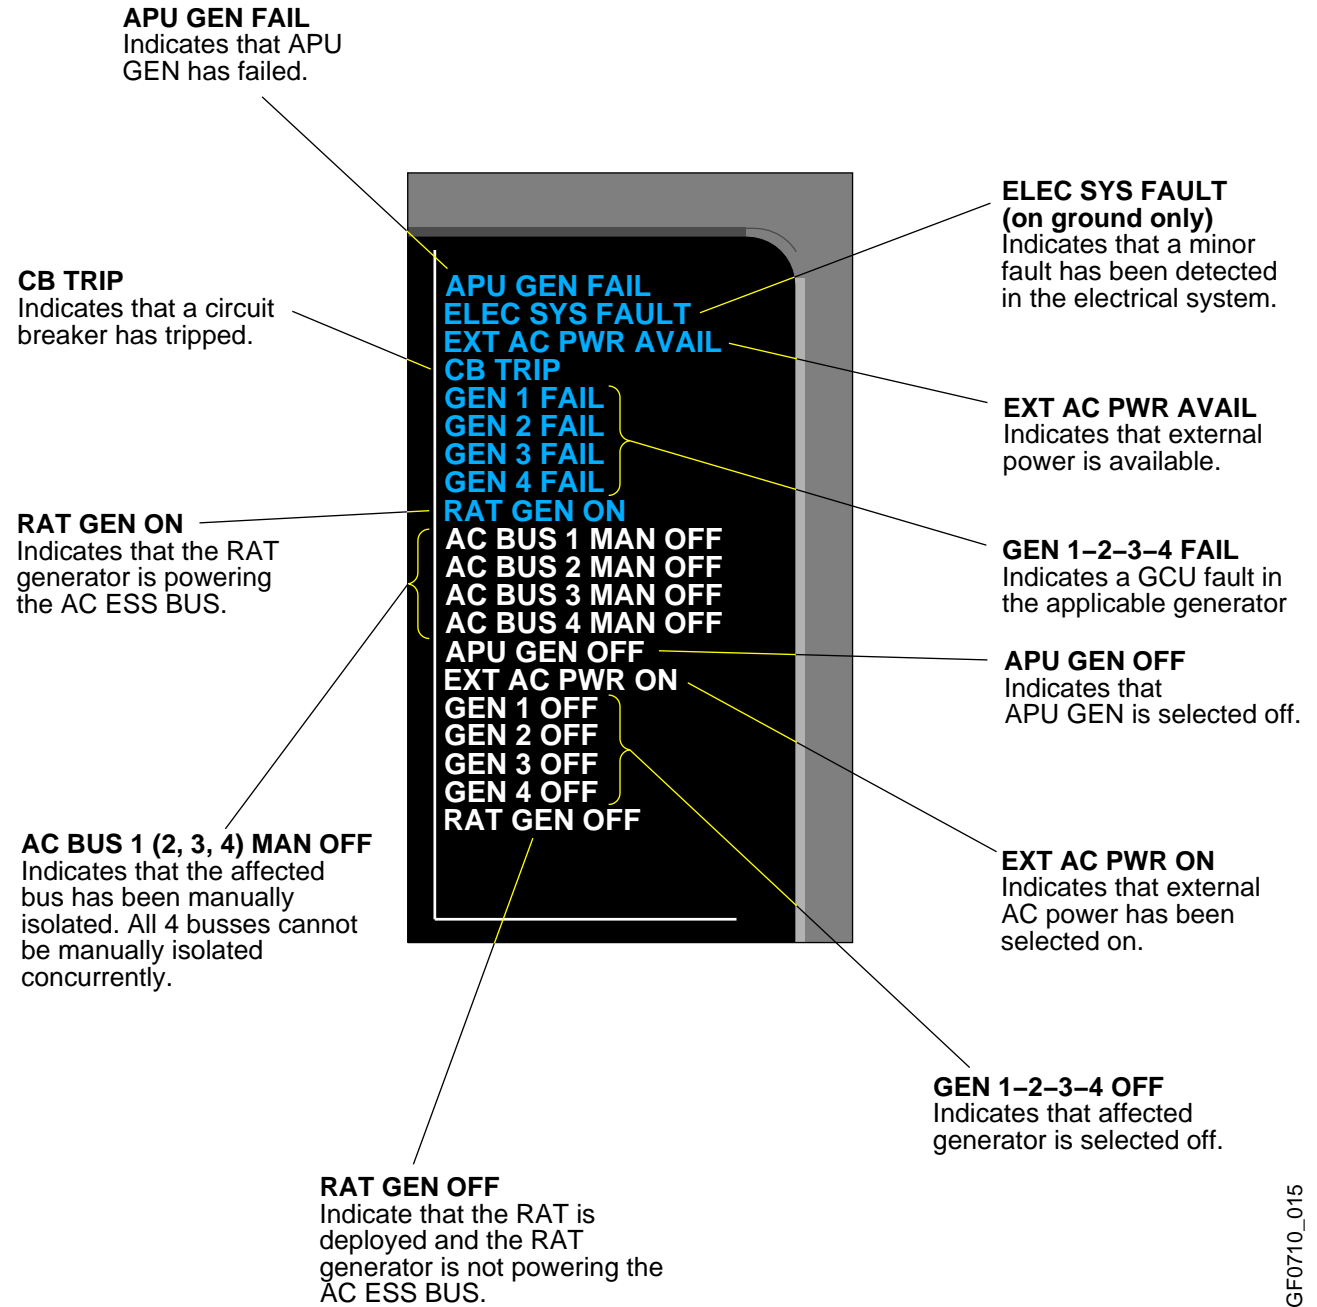 APU GEN FAIL
Indicates that APU
GEN has failed.
CB TRIP
Indicates that a circuit
breaker has tripped.
RAT GEN ON
Indicates that the RAT
generator is powering
the AC ESS BUS.
AC BUS 1 (2, 3, 4) MAN OFF
Indicates that the affected
bus has been manually
isolated. All 4 busses cannot
be manually isolated
concurrently.
APU GEN FAIL
ELEC SYS FAULT
EXT AC PWR AVAIL
CB TRIP
GEN 1 FAIL
GEN 2 FAIL
GEN 3 FAIL
GEN 4 FAIL
RAT GEN ON
AC BUS 1 MAN OFF
AC BUS 2 MAN OFF
AC BUS 3 MAN OFF
AC BUS 4 MAN OFF
APU GEN OFF
EXT AC PWR ON
GEN 1 OFF
GEN 2 OFF
GEN 3 OFF
GEN 4 OFF
RAT GEN OFF
ELEC SYS FAULT
(on ground only)
Indicates that a minor
fault has been detected
in the electrical system.
EXT AC PWR AVAIL
Indicates that external
power is available.
GEN 1–2–3–4 FAIL
Indicates a GCU fault in
the applicable generator
APU GEN OFF
Indicates that
APU GEN is selected off.
EXT AC PWR ON
Indicates that external
AC power has been
selected on.
GEN 1–2–3–4 OFF
Indicates that affected
generator is selected off.
RAT GEN OFF
Indicate that the RAT is
deployed and the RAT
generator is not powering the
AC ESS BUS.
GF0710_015